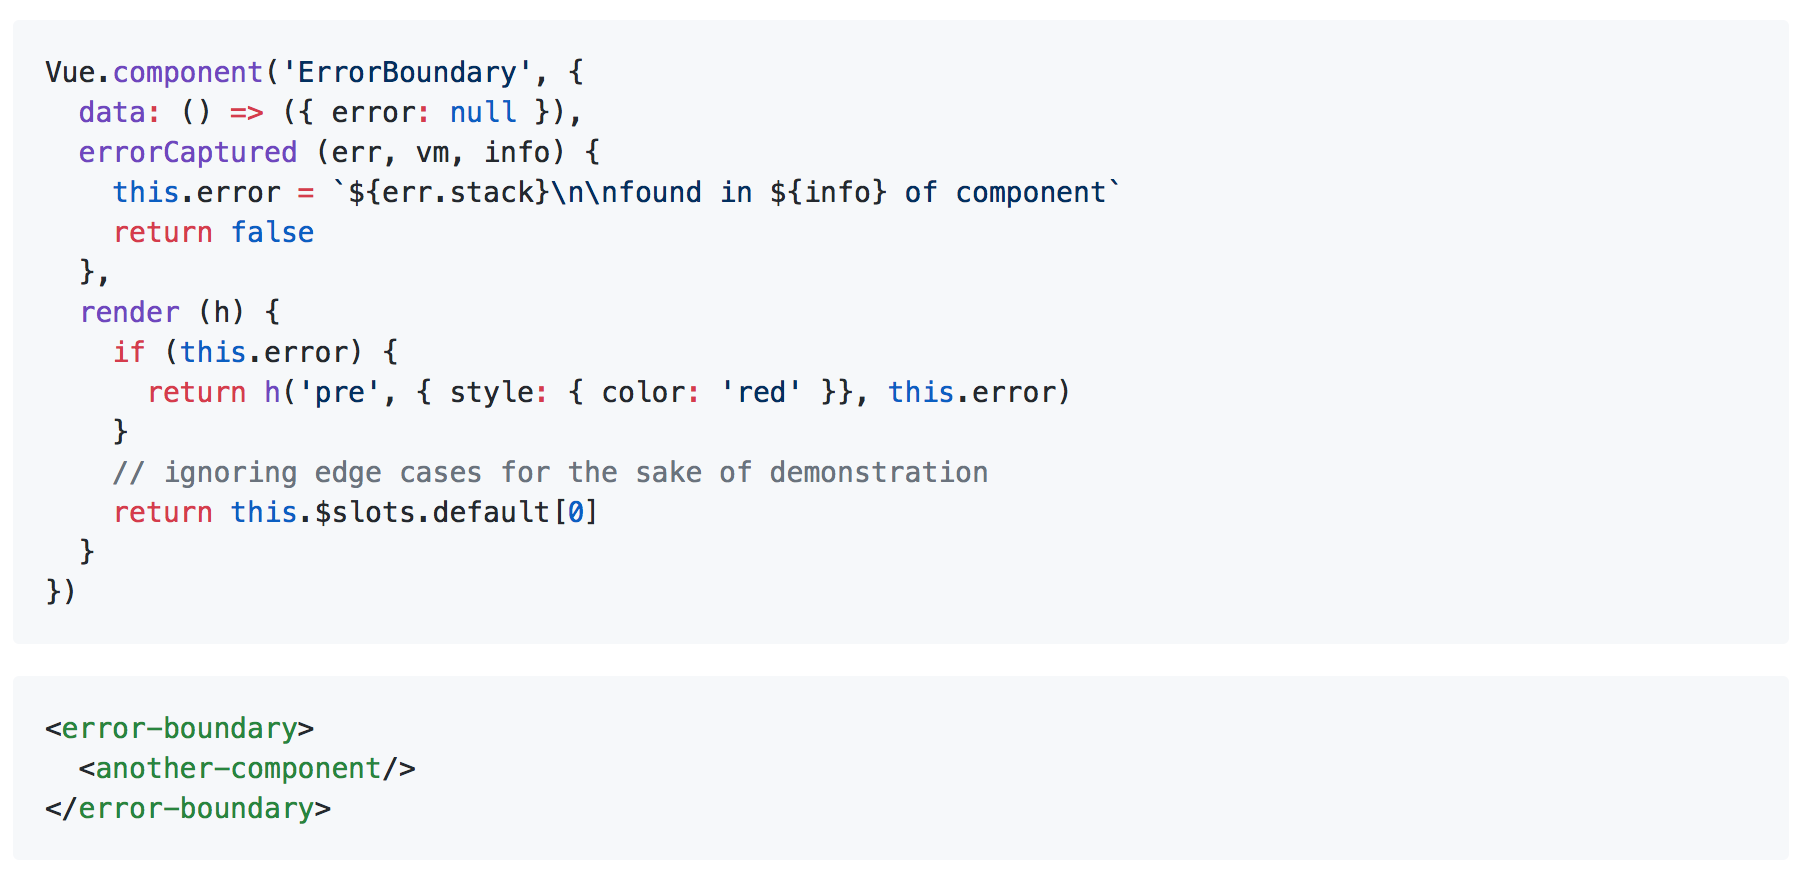 Vue.component('ErrorBoundary', {
  data: () => ({ error: null }),
  errorCaptured (err, vm, info) {
    this.error = `${err.stack}\n\nfound in ${info} of component`
    return false
  },
  render (h) {
    if (this.error) {
      return h('pre', { style: { color: 'red' }}, this.error)
    }
    // ignoring edge cases for the sake of demonstration
    return this.$slots.default[0]
  }
})
<error-boundary>
  <another-component/>
</error-boundary>